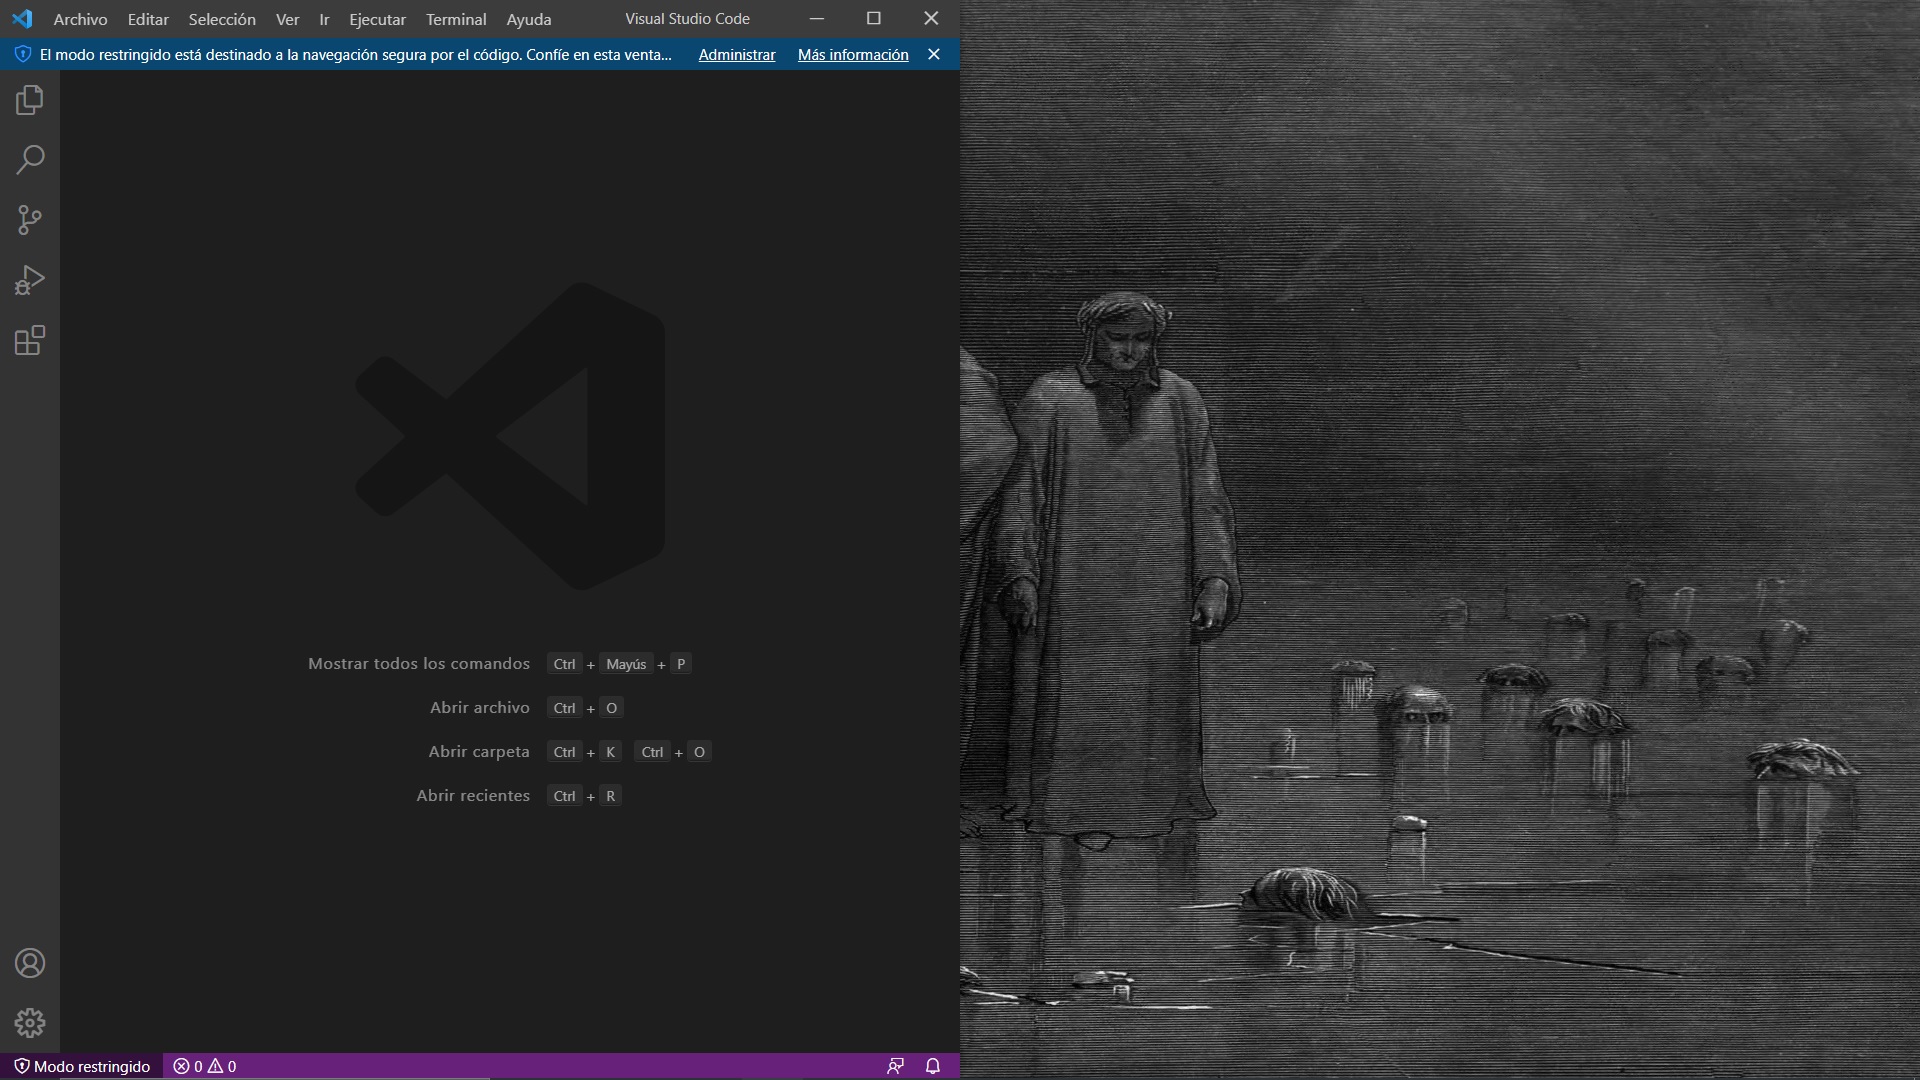 Archivo Editar Selección Ver Ir Ejecutar Terminal Ayuda Visual Studio Code
El modo restringido está destinado a la navegación segura por el código. Confíe en esta venta... Administrar Más información
Mostrar todos los comandos Ctrl + Mayús + P
Abrir archivo Ctrl + O
Abrir carpeta Ctrl + K Ctrl + O
Abrir recientes Ctrl + R
Modo restringido 0 0